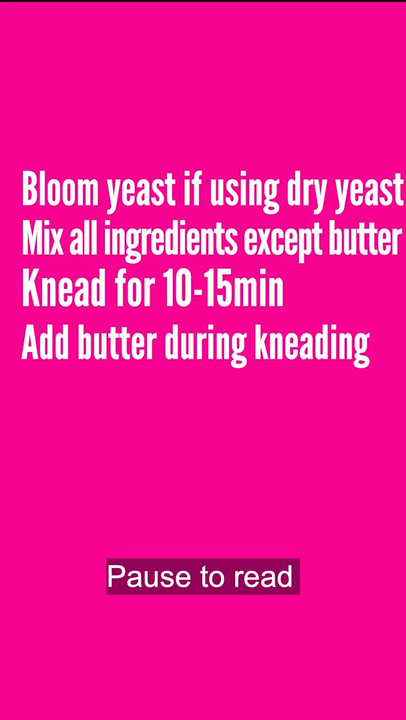 Bloom yeast if using dry yeast
Mix all ingredients except butter
Knead for 10-15min
Add butter during kneading
Pause to read